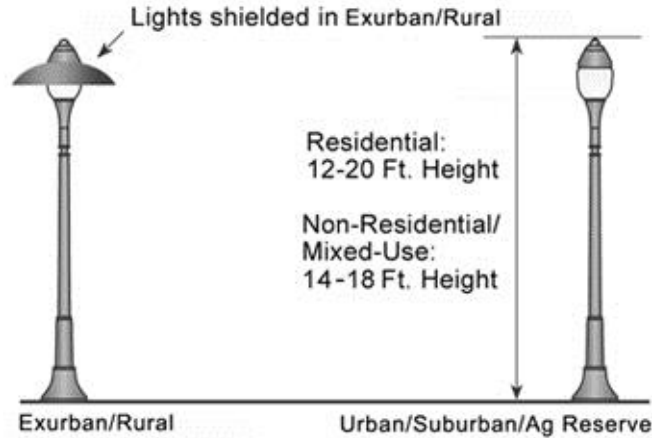 Lights shielded in Exurban/Rural
Residential:
12-20 Ft. Height
Non-Residential/
Mixed-Use:
14-18 Ft. Height
Exurban/Rural
Urban/Suburban/Ag Reserve